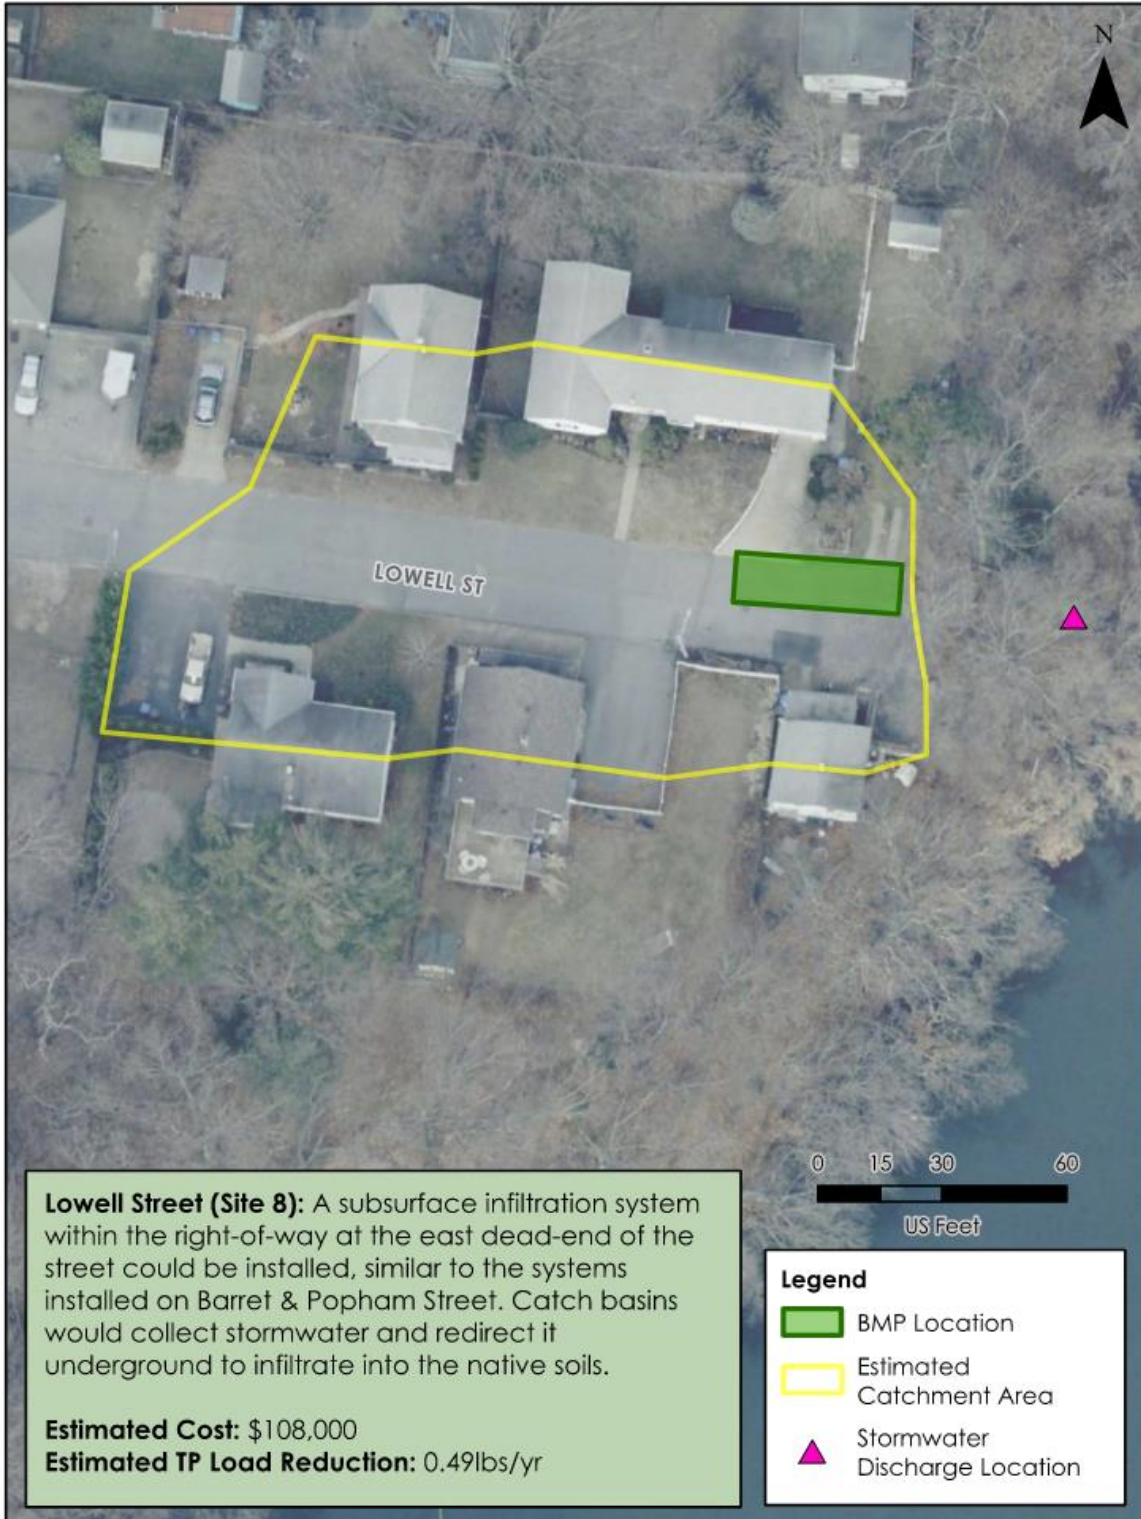 N
LOWELL ST
0 15 30 60
US Feet
Lowell Street (Site 8): A subsurface infiltration system
within the right-of-way at the east dead-end of the
street could be installed, similar to the systems
installed on Barret & Popham Street. Catch basins
would collect stormwater and redirect it
underground to infiltrate into the native soils.
Estimated Cost: $108,000
Estimated TP Load Reduction: 0.49lbs/yr
Legend
BMP Location
Estimated
Catchment Area
Stormwater
Discharge Location